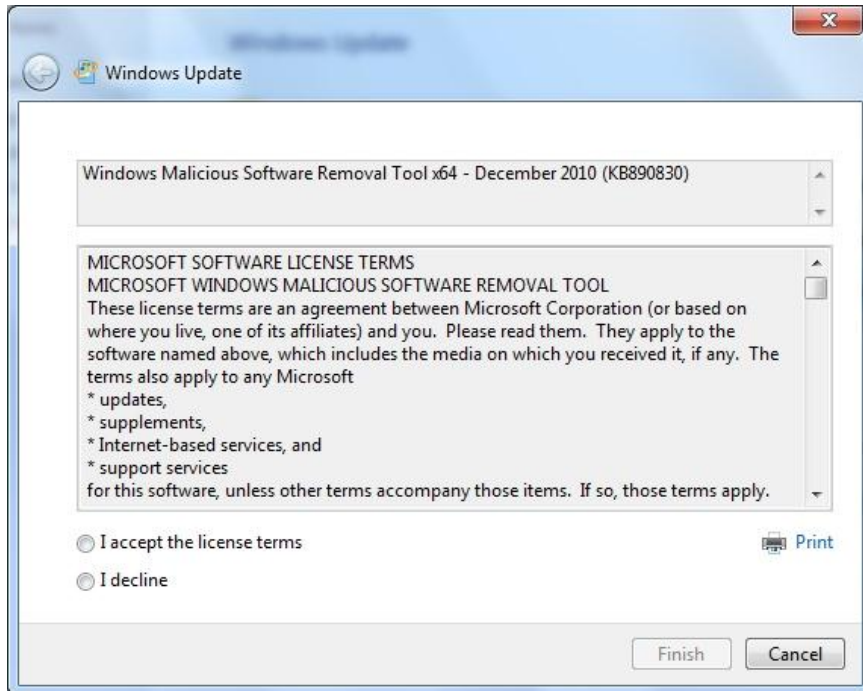 Windows Update
Windows Update
Windows Malicious Software Removal Tool x64 - December 2010 (KB890830)
MICROSOFT SOFTWARE LICENSE TERMS
MICROSOFT WINDOWS MALICIOUS SOFTWARE REMOVAL TOOL
These license terms are an agreement between Microsoft Corporation (or based on
where you live, one of its affiliates) and you.  Please read them.  They apply to the
software named above, which includes the media on which you received it, if any.  The
terms also apply to any Microsoft
* updates,
* supplements,
* Internet-based services, and
* support services
for this software, unless other terms accompany those items.  If so, those terms apply.
I accept the license terms
Print
I decline
Finish
Cancel